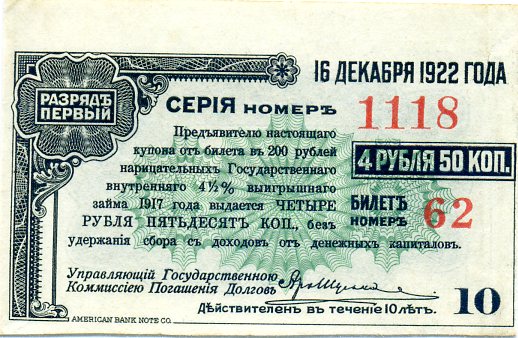 16 ДЕКАБРЯ 1922 ГОДА
РАЗРЯДЪ
ПЕРВЫЙ
СЕРІЯ НОМЕРЪ 1118
Предъявителю настоящаго
купона отъ билета въ 200 рублей
нарицательныхъ Государственнаго
внутренняго 4½% выигрышнаго
займа 1917 года выдается ЧЕТЫРЕ
РУБЛЯ ПЯТЬДЕСЯТЪ КОП., безъ
удержанія сбора съ доходовъ отъ денежныхъ капиталовъ.
4 РУБЛЯ 50 КОП.
БИЛЕТЪ
НОМЕРЪ 62
Управляющій Государственною
Коммиссіею Погашенія Долговъ
Дѣйствителенъ въ теченіе 10 лѣтъ.
10
AMERICAN BANK NOTE CO.